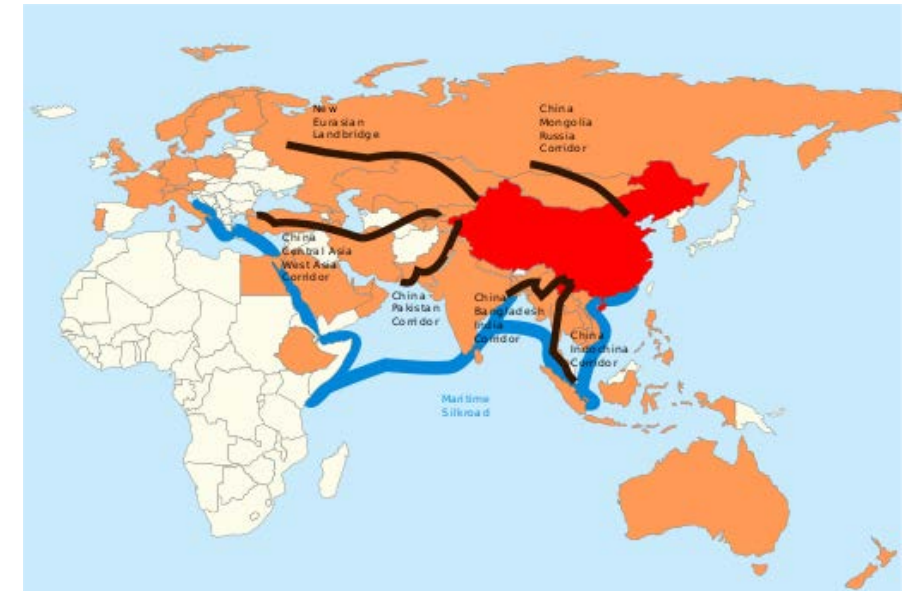 New
Eurasian
Landbridge
China
Mongolia
Russia
Corridor
China
Central Asia
West Asia
Corridor
China -
Pakistan
Corridor
China
Bangladesh
India
Corridor
China
Indochina
Corridor
Maritime
Silkroad